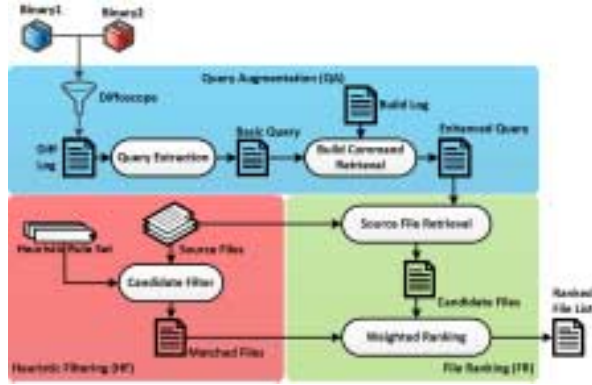 Binary1
Binary2
Query Augmentation (QA)
Diffoscope
Build Log
Diff
Log
Query Extraction
Basic Query
Build Command
Retrieval
Enhanced Query
Heuristic Rule Set
Source Files
Source File Retrieval
Candidate Filter
Candidate Files
Ranked
File List
Matched Files
Weighted Ranking
Heuristic Filtering (HF)
File Ranking (FR)